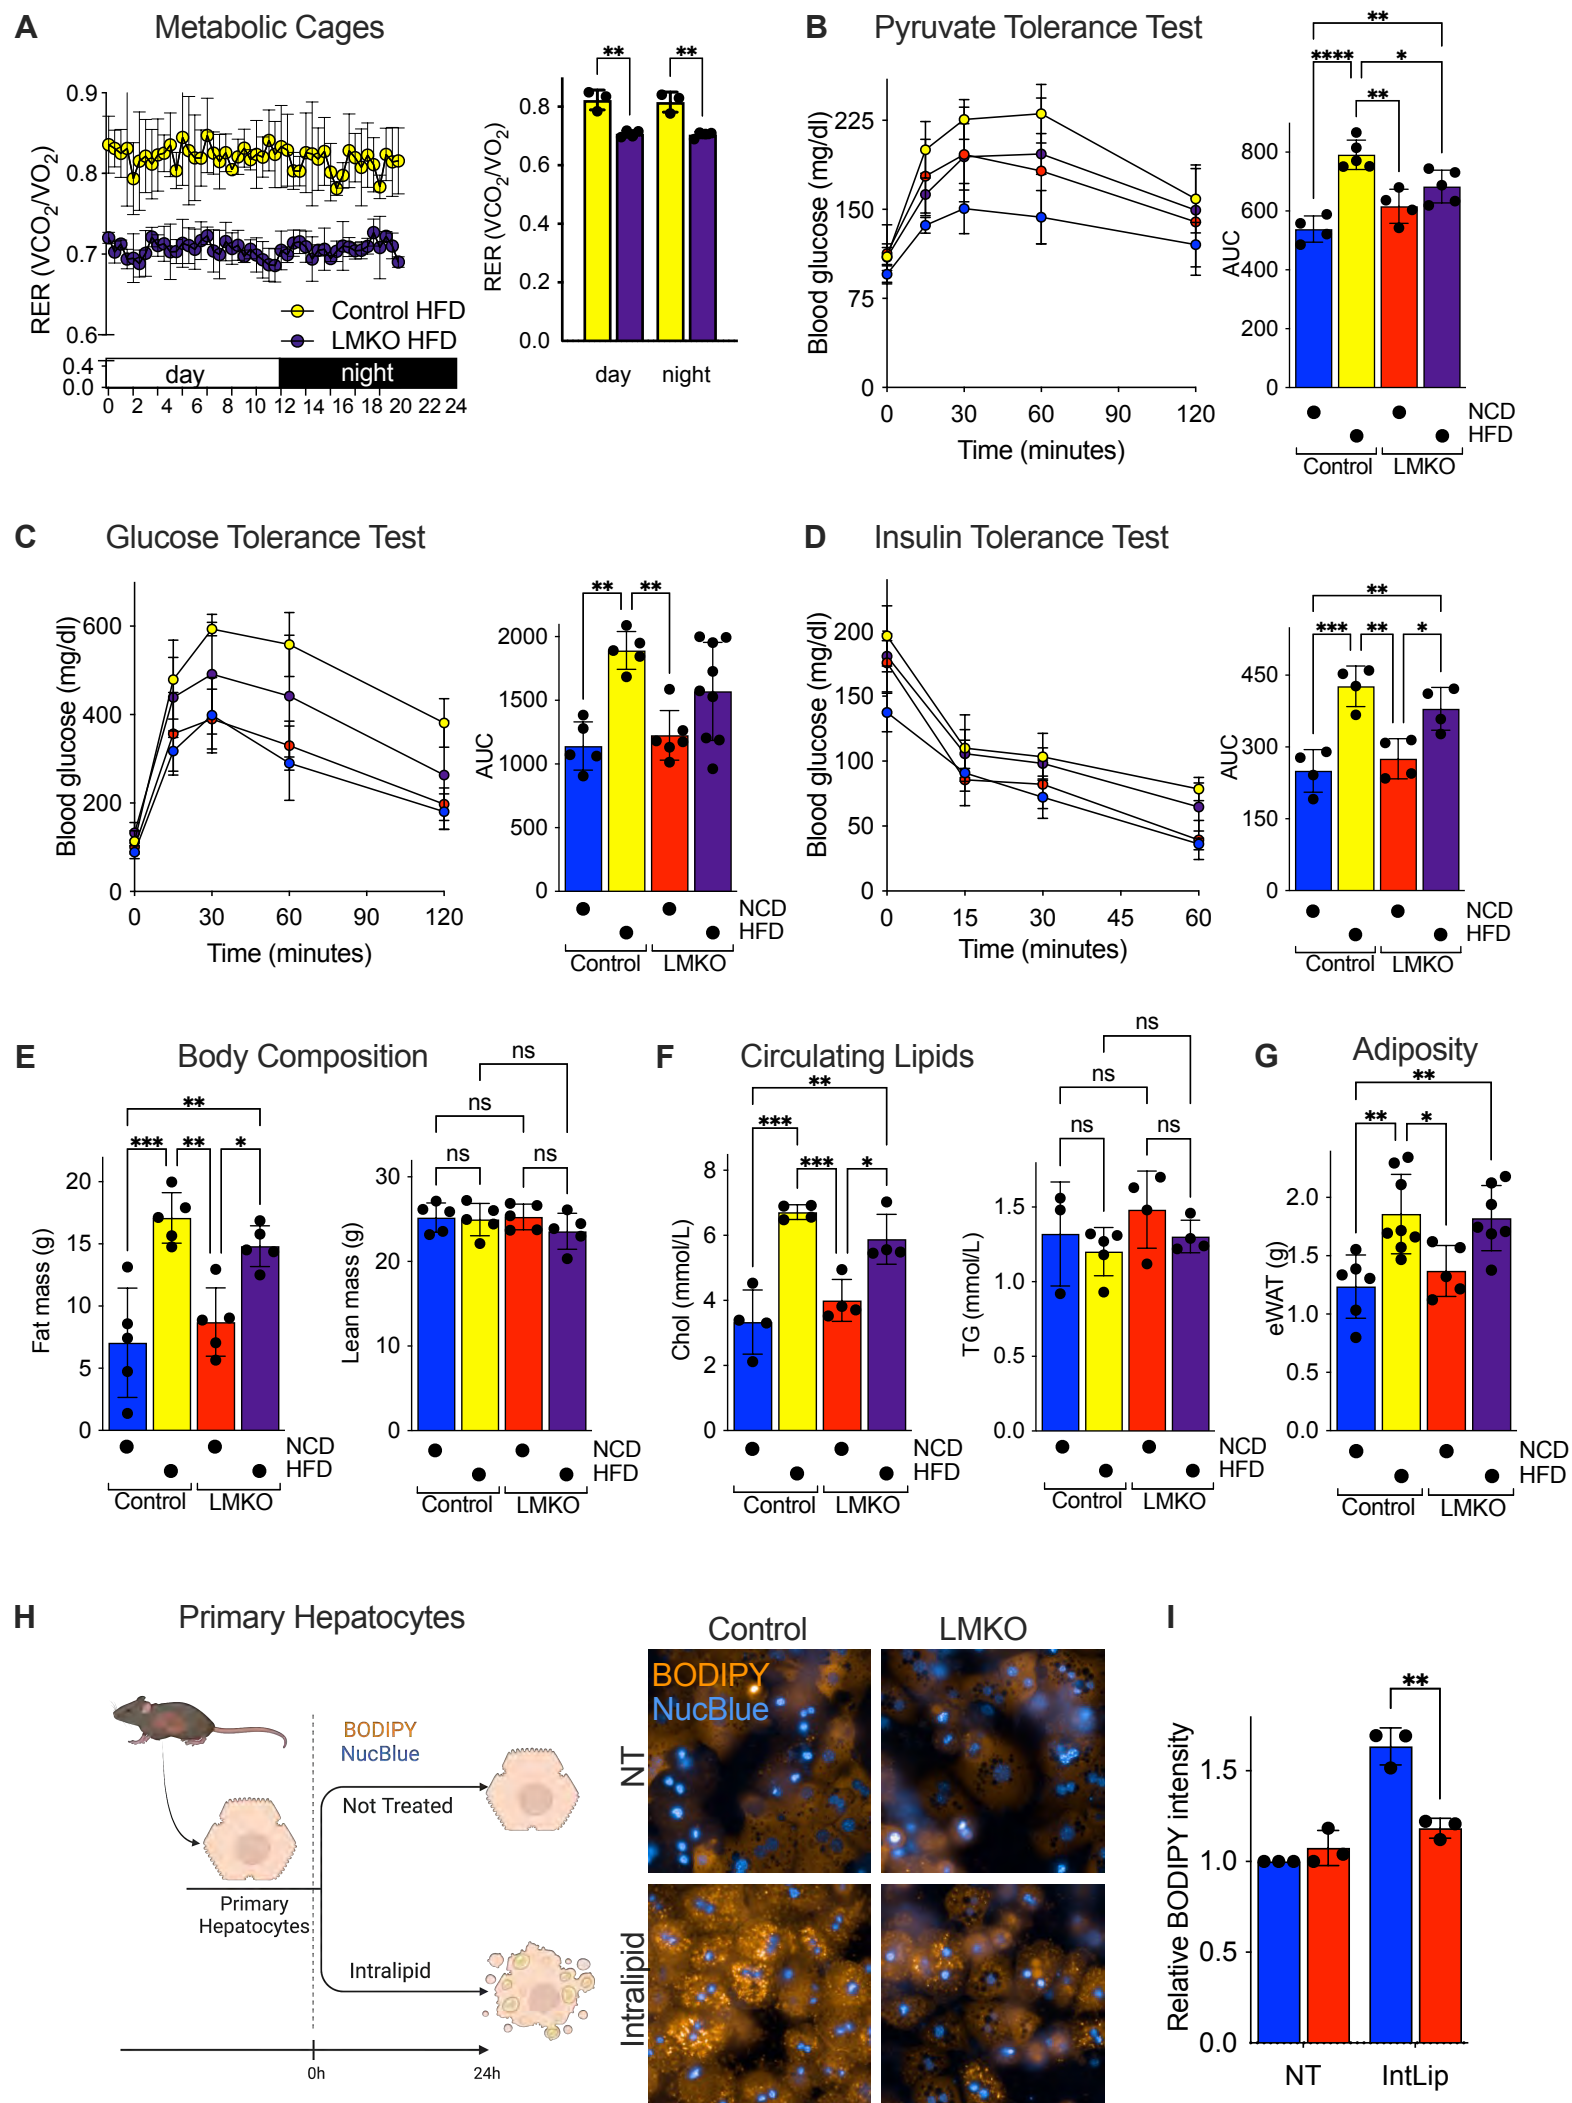 A Metabolic Cages
0.9
0.8
0.7
0.6
0.4
0.0
RER (VCO2/VO2)
Control HFD
LMKO HFD
day night
0 2 4 6 8 10 12 14 16 18 20 22 24
** **
RER (VCO2/VO2)
0.8
0.6
0.4
0.2
0.0
day night
B Pyruvate Tolerance Test
Blood glucose (mg/dl)
225
150
75
0
0 30 60 90 120
Time (minutes)
**
**** *
**
AUC
800
600
400
200
0
NCD
HFD
Control LMKO
C Glucose Tolerance Test
Blood glucose (mg/dl)
600
400
200
0
0 30 60 90 120
Time (minutes)
** **
AUC
2000
1500
1000
500
0
NCD
HFD
Control LMKO
D Insulin Tolerance Test
Blood glucose (mg/dl)
200
150
100
50
0
0 15 30 45 60
Time (minutes)
**
*** ** *
AUC
450
300
150
0
NCD
HFD
Control LMKO
E Body Composition
**
*** ** *
Fat mass (g)
20
15
10
5
0
NCD
HFD
Control LMKO
ns
ns
ns ns
Lean mass (g)
30
20
10
0
NCD
HFD
Control LMKO
F Circulating Lipids
**
***
*** *
Chol (mmol/L)
8
6
4
2
0
Control LMKO
ns
ns
ns ns
TG (mmol/L)
1.5
1.0
0.5
0.0
NCD
HFD
Control LMKO
G Adiposity
**
** *
eWAT (g)
2.0
1.5
1.0
0.5
0.0
NCD
HFD
Control LMKO
H Primary Hepatocytes
BODIPY
NucBlue
Not Treated
Primary
Hepatocytes
Intralipid
0h 24h
Control LMKO
BODIPY
NucBlue
NT
Intralipid
I
**
Relative BODIPY intensity
1.5
1.0
0.5
0.0
NT IntLip